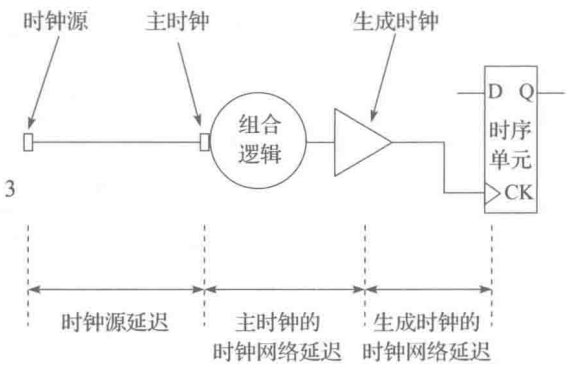 时钟源 主时钟 生成时钟
组合
逻辑
D Q
时序
单元
CK
3
时钟源延迟
主时钟的
时钟网络延迟
生成时钟的
时钟网络延迟